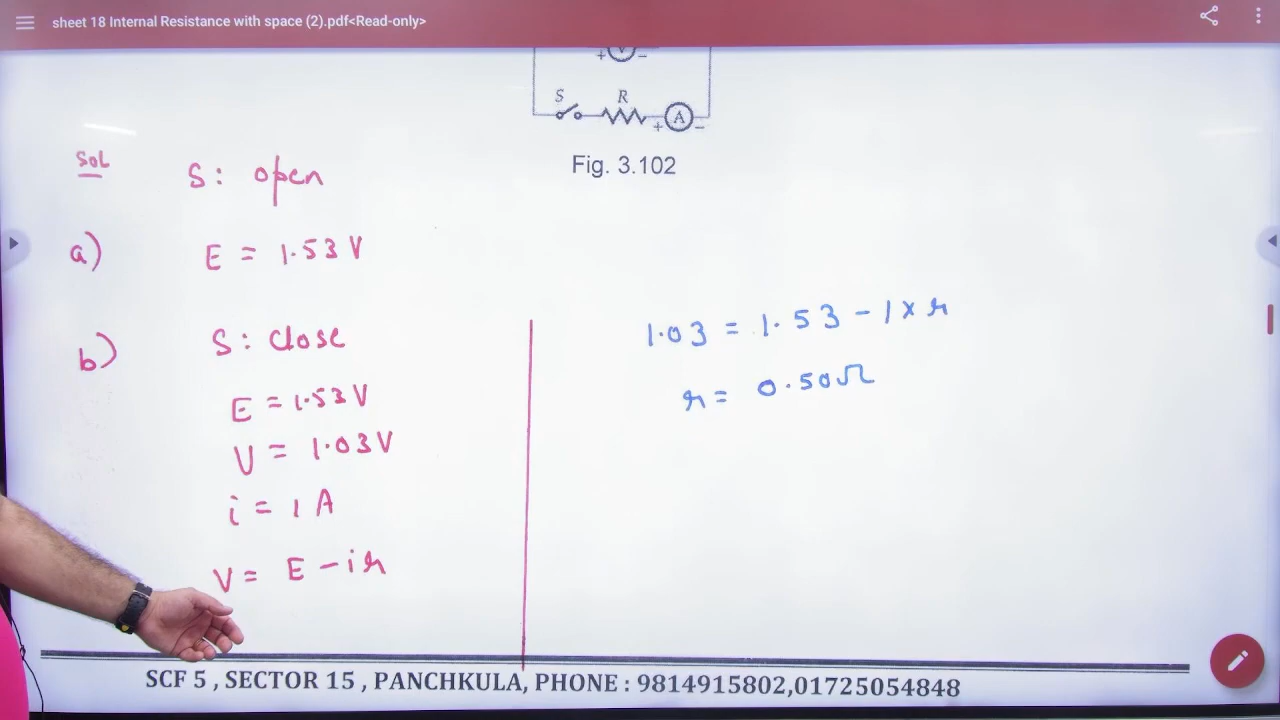 sheet 18 Internal Resistance with space (2).pdf<Read-only>
+ V −
S R
+ A −
Fig. 3.102
Sol S : open
a) E = 1.53 V
b) S : close
E = 1.53 V
V = 1.03 V
i = 1 A
V = E − ir
1.03 = 1.53 − 1 × r
r = 0.50 Ω
SCF 5 , SECTOR 15 , PANCHKULA, PHONE : 9814915802,01725054848